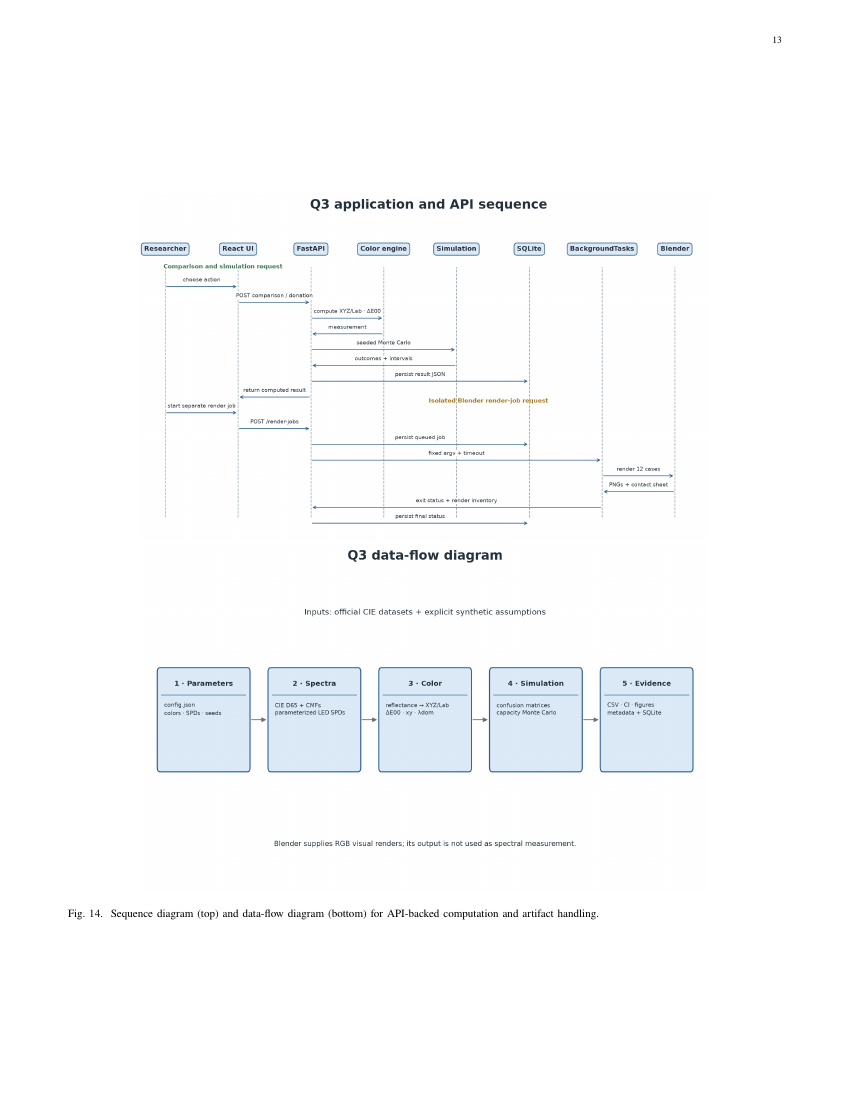 13
Q3 application and API sequence
Researcher React UI FastAPI Color engine Simulation SQLite BackgroundTasks Blender
Comparison and simulation request
choose action
POST comparison / donation
compute XYZ/Lab · ΔE00
measurement
seeded Monte Carlo
outcomes + intervals
persist result JSON
return computed result
Isolated Blender render-job request
start separate render job
POST /render-jobs
persist queued job
fixed argv + timeout
render 12 cases
PNGs + contact sheet
exit status + render inventory
persist final status
Q3 data-flow diagram
Inputs: official CIE datasets + explicit synthetic assumptions
1 · Parameters
config.json
colors · SPDs · seeds
2 · Spectra
CIE D65 + CMFs
parameterized LED SPDs
3 · Color
reflectance → XYZ/Lab
ΔE00 · xy · λdom
4 · Simulation
confusion matrices
capacity Monte Carlo
5 · Evidence
CSV · CI · figures
metadata + SQLite
Blender supplies RGB visual renders; its output is not used as spectral measurement.
Fig. 14. Sequence diagram (top) and data-flow diagram (bottom) for API-backed computation and artifact handling.